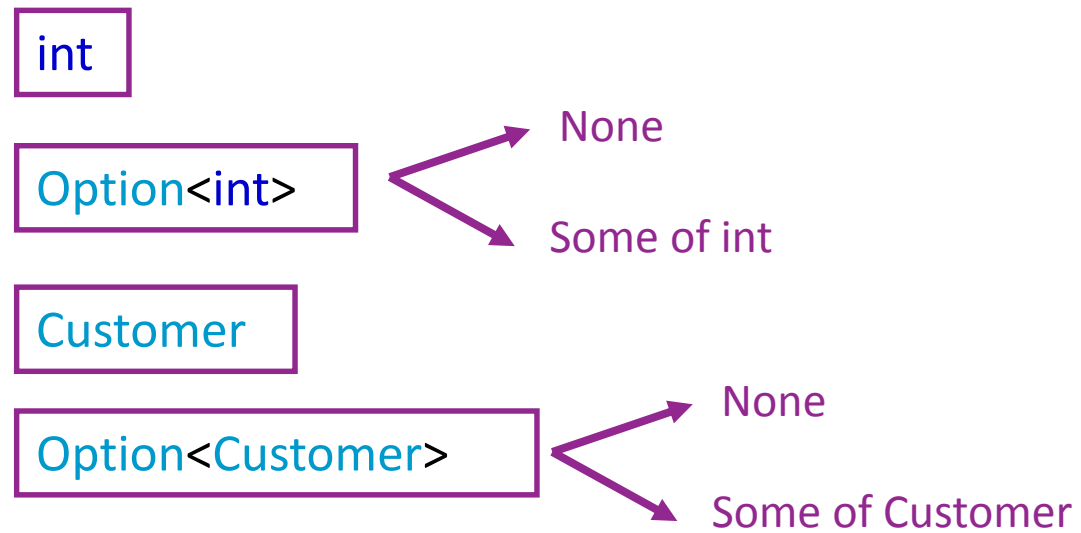 int
None
Option<int>
Some of int
Customer
None
Option<Customer>
Some of Customer